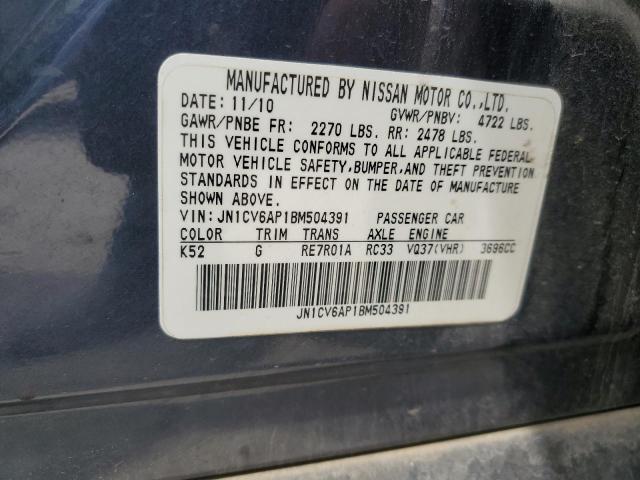 MANUFACTURED BY NISSAN MOTOR CO.,LTD.
DATE: 11/10 GVWR/PNBV: 4722 LBS.
GAWR/PNBE FR: 2270 LBS. RR: 2478 LBS.
THIS VEHICLE CONFORMS TO ALL APPLICABLE FEDERAL
MOTOR VEHICLE SAFETY,BUMPER,AND THEFT PREVENTION
STANDARDS IN EFFECT ON THE DATE OF MANUFACTURE
SHOWN ABOVE.
VIN: JN1CV6AP1BM504391 PASSENGER CAR
COLOR TRIM TRANS AXLE ENGINE
K52 G RE7R01A RC33 VQ37(VHR) 3696CC
JN1CV6AP1BM504391